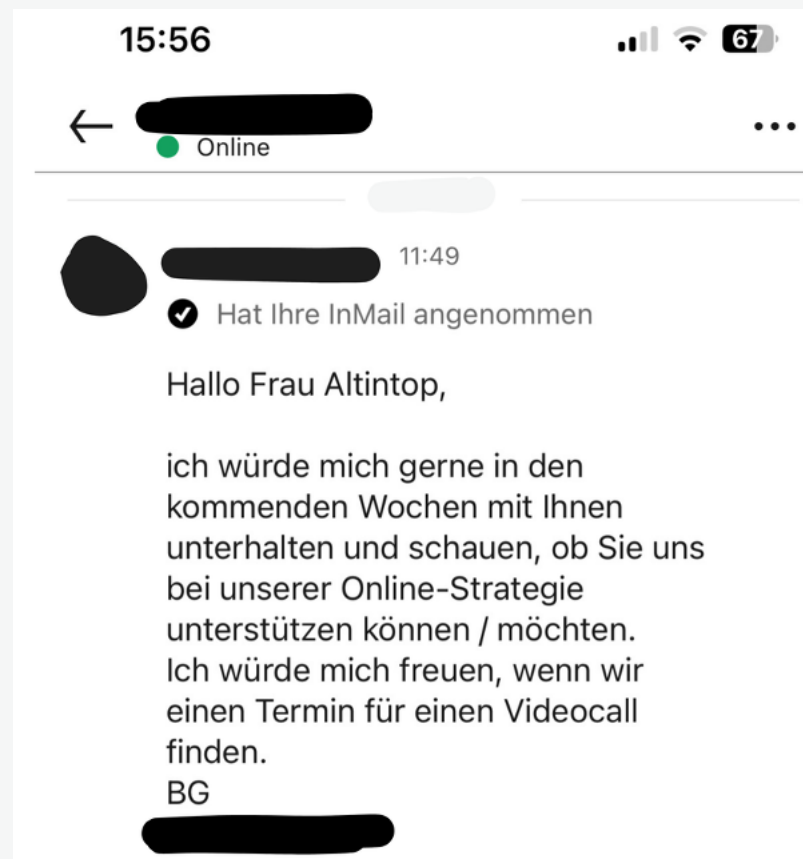 15:56
67
Online
11:49
Hat Ihre InMail angenommen
Hallo Frau Altintop,
ich würde mich gerne in den
kommenden Wochen mit Ihnen
unterhalten und schauen, ob Sie uns
bei unserer Online-Strategie
unterstützen können / möchten.
Ich würde mich freuen, wenn wir
einen Termin für einen Videocall
finden.
BG